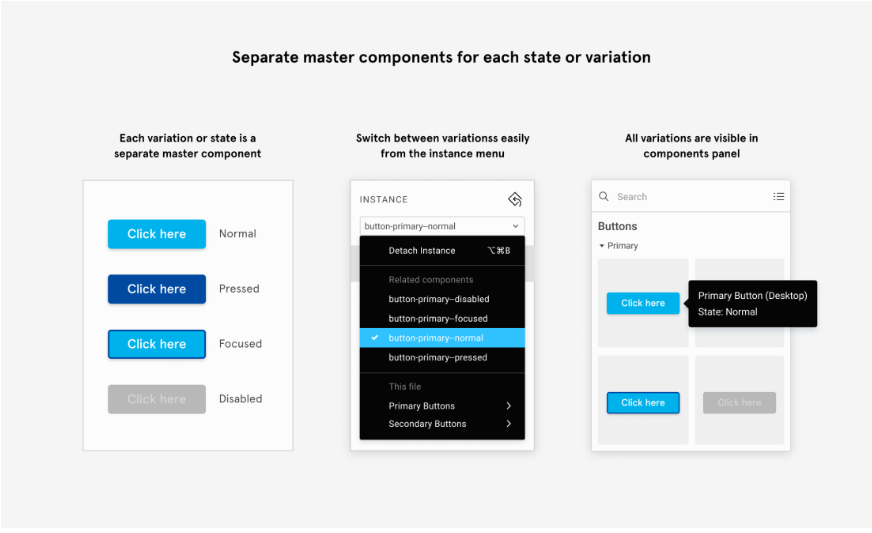 Separate master components for each state or variation
Each variation or state is a
separate master component
Click here Normal
Click here Pressed
Click here Focused
Click here Disabled
Switch between variationss easily
from the instance menu
INSTANCE
button-primary--normal
Detach Instance ⌥⌘B
Related components
button-primary--disabled
button-primary--focused
button-primary--normal
button-primary--pressed
This file
Primary Buttons
Secondary Buttons
All variations are visible in
components panel
Search
Buttons
Primary
Click here
Primary Button (Desktop)
State: Normal
Click here
Click here